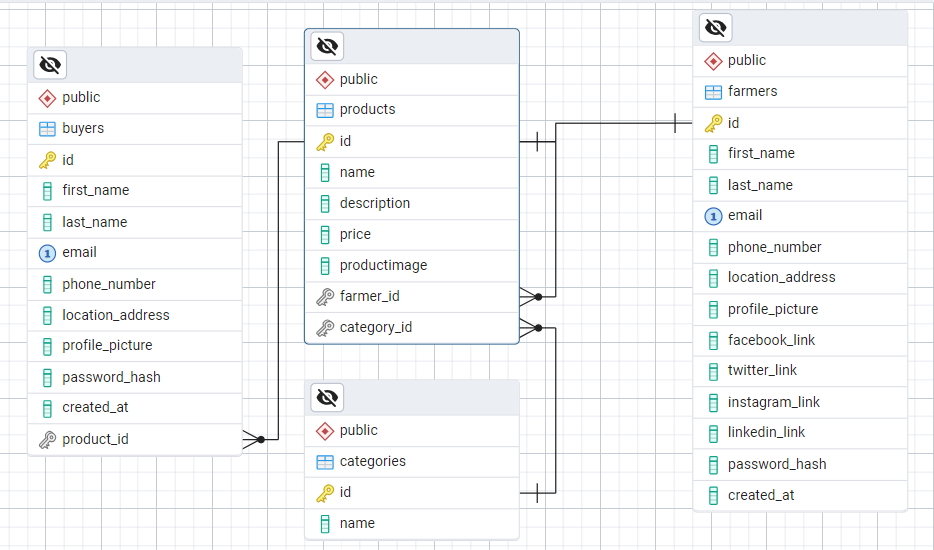 public
buyers
id
first_name
last_name
1 email
phone_number
location_address
profile_picture
password_hash
created_at
product_id
public
products
id
name
description
price
productimage
farmer_id
category_id
public
categories
id
name
public
farmers
id
first_name
last_name
1 email
phone_number
location_address
profile_picture
facebook_link
twitter_link
instagram_link
linkedin_link
password_hash
created_at